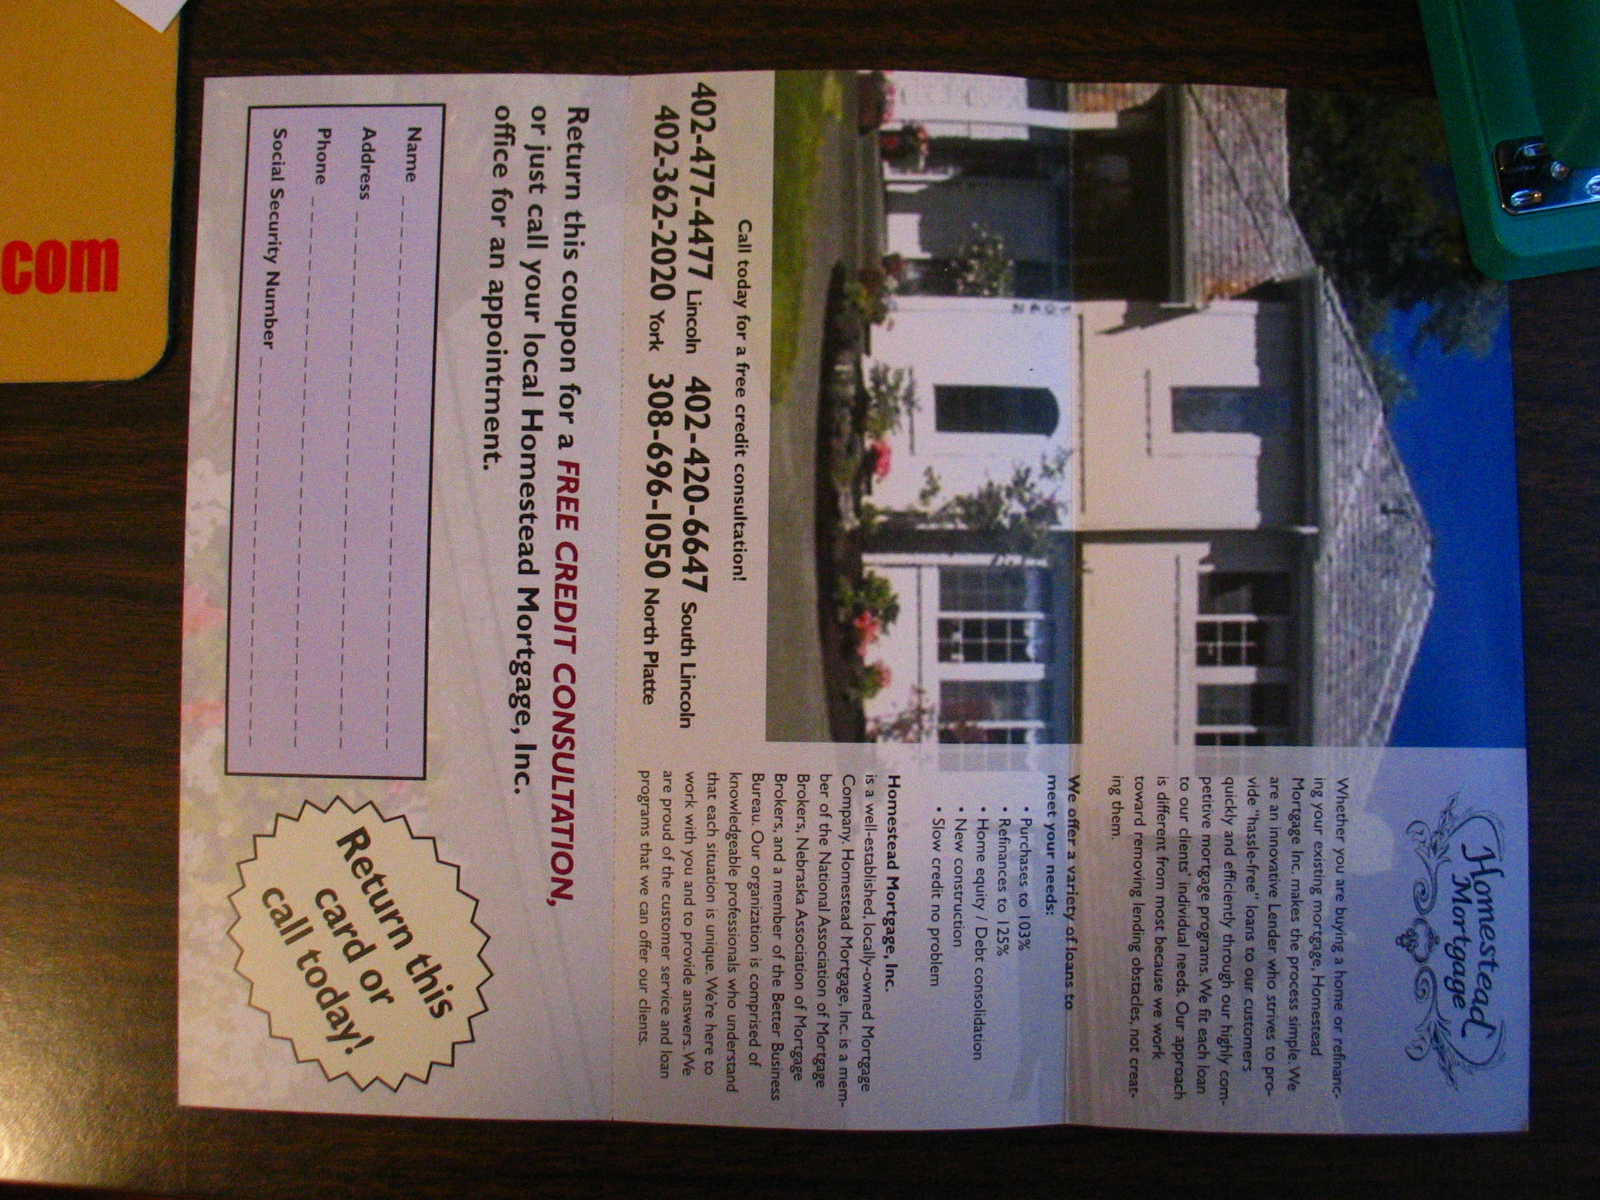 Homestead
Mortgage
Whether you are buying a home or refinanc-
ing your existing mortgage, Homestead
Mortgage Inc. makes the process simple. We
are an innovative Lender who strives to pro-
vide "hassle-free" loans to our customers
quickly and efficiently through our highly com-
petitive mortgage programs. We fit each loan
to our clients' individual needs. Our approach
is different from most because we work
toward removing lending obstacles, not creat-
ing them.
We offer a variety of loans to
meet your needs:
• Purchases to 103%
• Refinances to 125%
• Home equity / Debt consolidation
• New construction
• Slow credit no problem
Homestead Mortgage, Inc.
is a well-established, locally-owned Mortgage
Company. Homestead Mortgage, Inc. is a mem-
ber of the National Association of Mortgage
Brokers, Nebraska Association of Mortgage
Brokers, and a member of the Better Business
Bureau. Our organization is comprised of
knowledgeable professionals who understand
that each situation is unique. We're here to
work with you and to provide answers. We
are proud of the customer service and loan
programs that we can offer our clients.
Call today for a free credit consultation!
402-477-4477 Lincoln 402-420-6647 South Lincoln
402-362-2020 York 308-696-1050 North Platte
Return this coupon for a FREE CREDIT CONSULTATION,
or just call your local Homestead Mortgage, Inc.
office for an appointment.
Name
Address
Phone
Social Security Number
Return this
card or
call today!
com